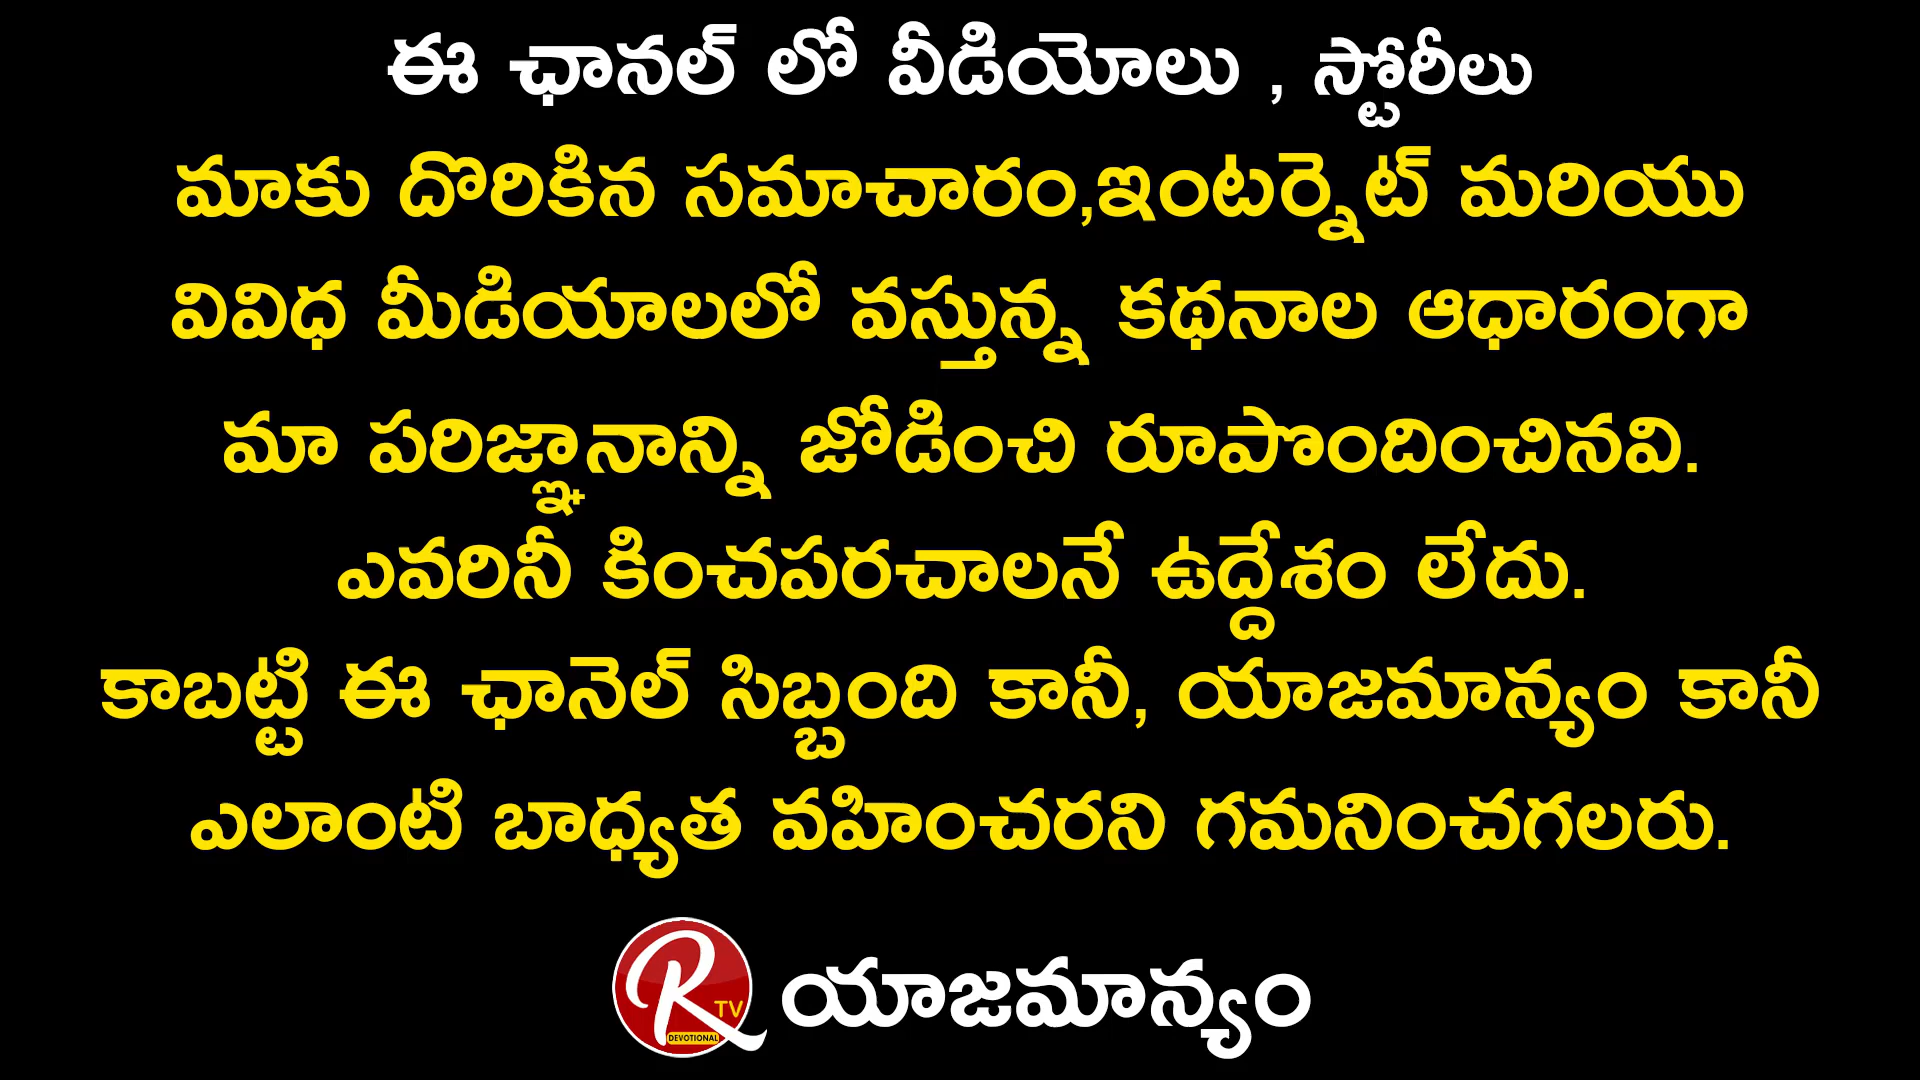 ఈ ఛానల్ లో వీడియోలు , స్టోరీలు
మాకు దొరికిన సమాచారం,ఇంటర్నెట్ మరియు
వివిధ మీడియాలలో వస్తున్న కథనాల ఆధారంగా
మా పరిజ్ఞానాన్ని జోడించి రూపొందించినవి.
ఎవరినీ కించపరచాలనే ఉద్దేశం లేదు.
కాబట్టి ఈ ఛానెల్ సిబ్బంది కానీ, యాజమాన్యం కానీ
ఎలాంటి బాధ్యత వహించరని గమనించగలరు.
R TV DEVOTIONAL యాజమాన్యం